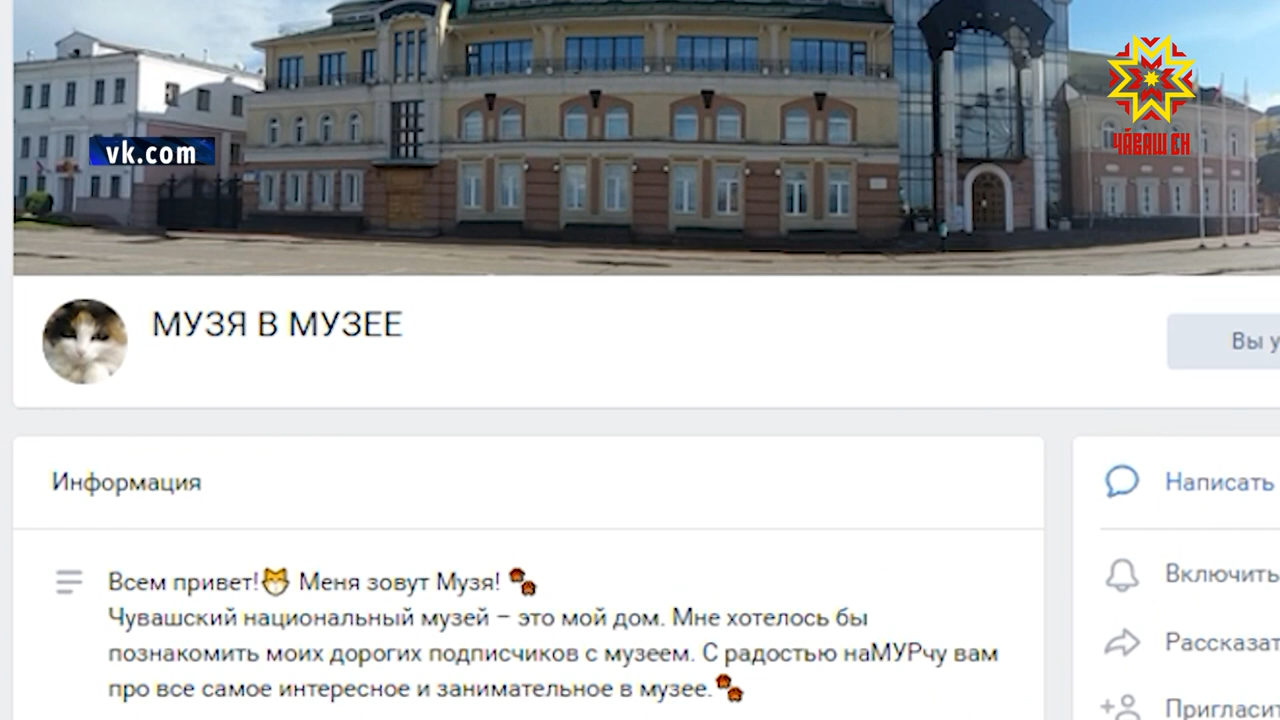 ЧӐВАШ ЕН
vk.com
МУЗЯ В МУЗЕЕ
Вы у
Информация
Написать
Всем привет! Меня зовут Музя!
Чувашский национальный музей – это мой дом. Мне хотелось бы
познакомить моих дорогих подписчиков с музеем. С радостью наМУРчу вам
про все самое интересное и занимательное в музее.
Включить
Рассказат
Пригласит